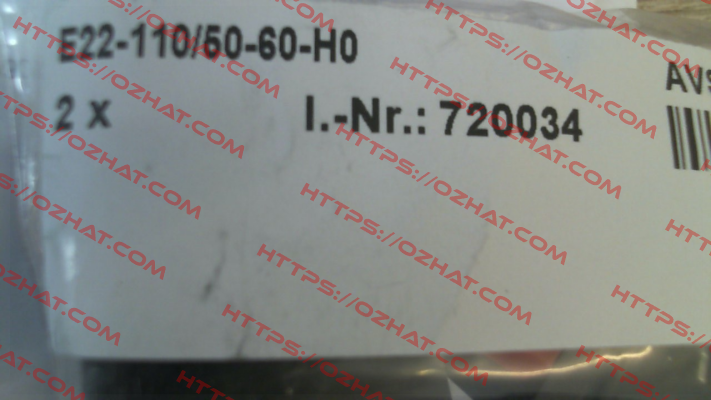 E22-110/50-60-H0
2 x I.-Nr.: 720034
AVs
HTTPS://OZHAT.COM